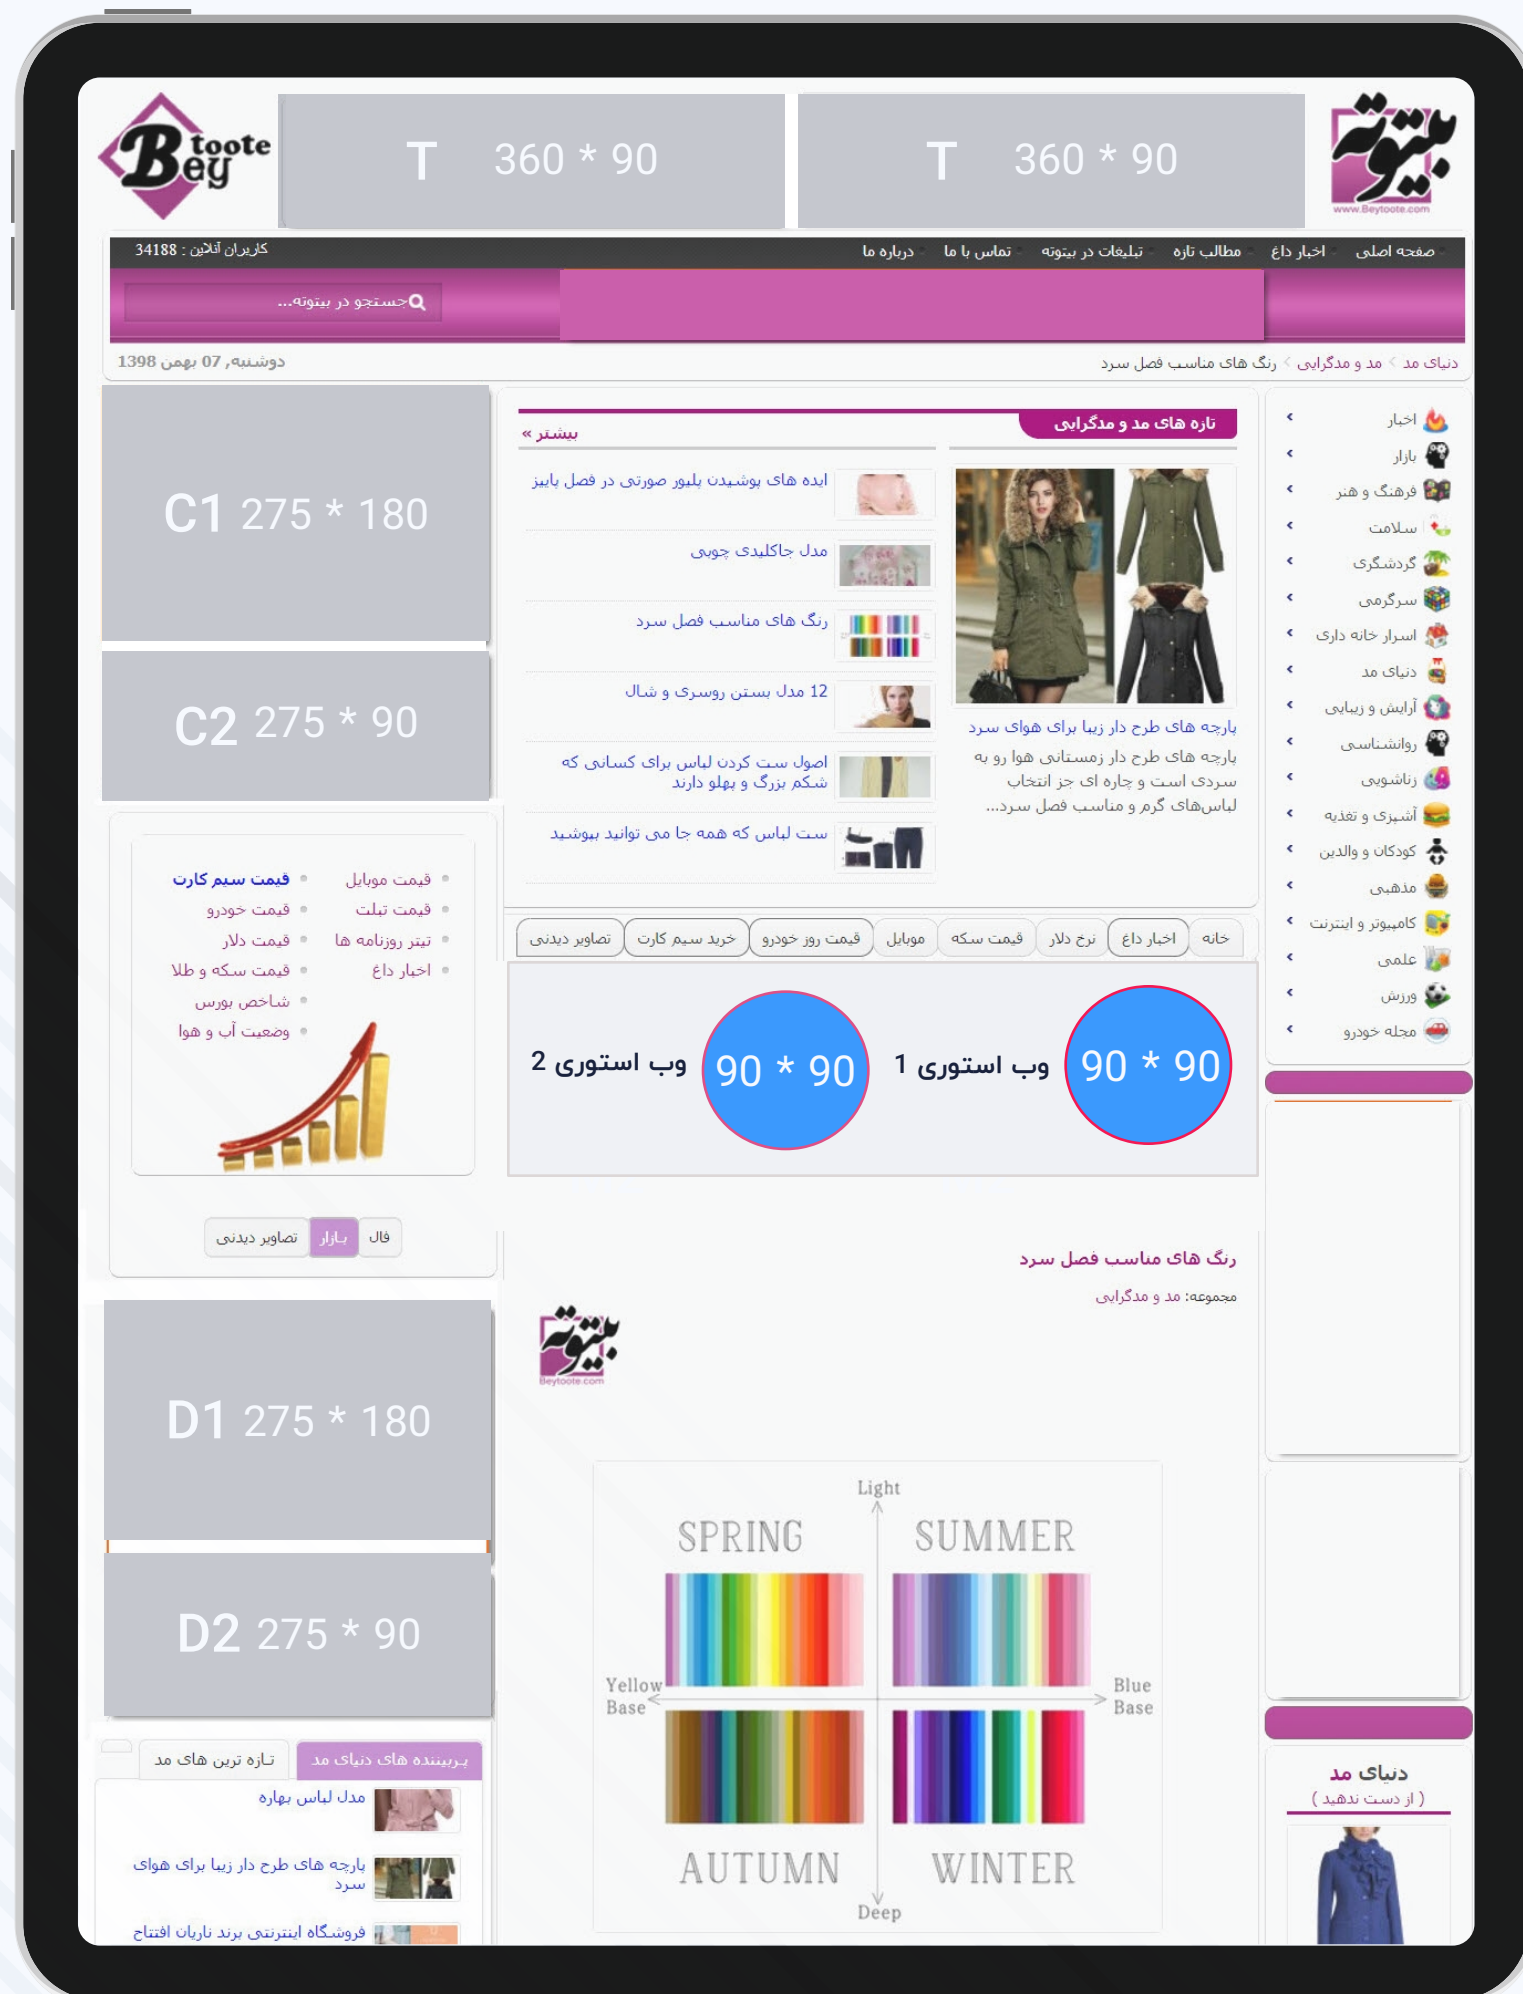 B toote
Bey
T 360 * 90
T 360 * 90
بیتوته
www.Beytoote.com
صفحه اصلی اخبار داغ مطالب تازه تبلیغات در بیتوته تماس با ما درباره ما
کاربران آنلاین : 34188
جستجو در بیتوته...
دنیای مد > مد و مدگرایی > رنگ های مناسب فصل سرد
دوشنبه, 07 بهمن 1398
اخبار
بازار
فرهنگ و هنر
سلامت
گردشگری
سرگرمی
اسرار خانه داری
دنیای مد
آرایش و زیبایی
روانشناسی
زناشویی
آشپزی و تغذیه
کودکان و والدین
مذهبی
کامپیوتر و اینترنت
علمی
ورزش
مجله خودرو
تازه های مد و مدگرایی
بیشتر »
پارچه های طرح دار زیبا برای هوای سرد
پارچه های طرح دار زمستانی هوا رو به
سردی است و چاره ای جز انتخاب
لباس‌های گرم و مناسب فصل سرد...
ایده های پوشیدن پلیور صورتی در فصل پاییز
مدل جاکلیدی چوبی
رنگ های مناسب فصل سرد
12 مدل بستن روسری و شال
اصول ست کردن لباس برای کسانی که
شکم بزرگ و پهلو دارند
ست لباس که همه جا می توانید بپوشید
C1 275 * 180
C2 275 * 90
قیمت موبایل
قیمت تبلت
تیتر روزنامه ها
اخبار داغ
قیمت سیم کارت
قیمت خودرو
قیمت دلار
قیمت سکه و طلا
شاخص بورس
وضعیت آب و هوا
فال بازار تصاویر دیدنی
خانه اخبار داغ نرخ دلار قیمت سکه موبایل قیمت روز خودرو خرید سیم کارت تصاویر دیدنی
90 * 90 وب استوری 1
90 * 90 وب استوری 2
رنگ های مناسب فصل سرد
مجموعه: مد و مدگرایی
بیتوته
Beytoote.com
Light
SPRING SUMMER
Yellow
Base
Blue
Base
AUTUMN WINTER
Deep
D1 275 * 180
D2 275 * 90
پربیننده های دنیای مد تازه ترین های مد
مدل لباس بهاره
پارچه های طرح دار زیبا برای هوای
سرد
فروشگاه اینترنتی برند ناریان افتتاح
دنیای مد
( از دست ندهید )